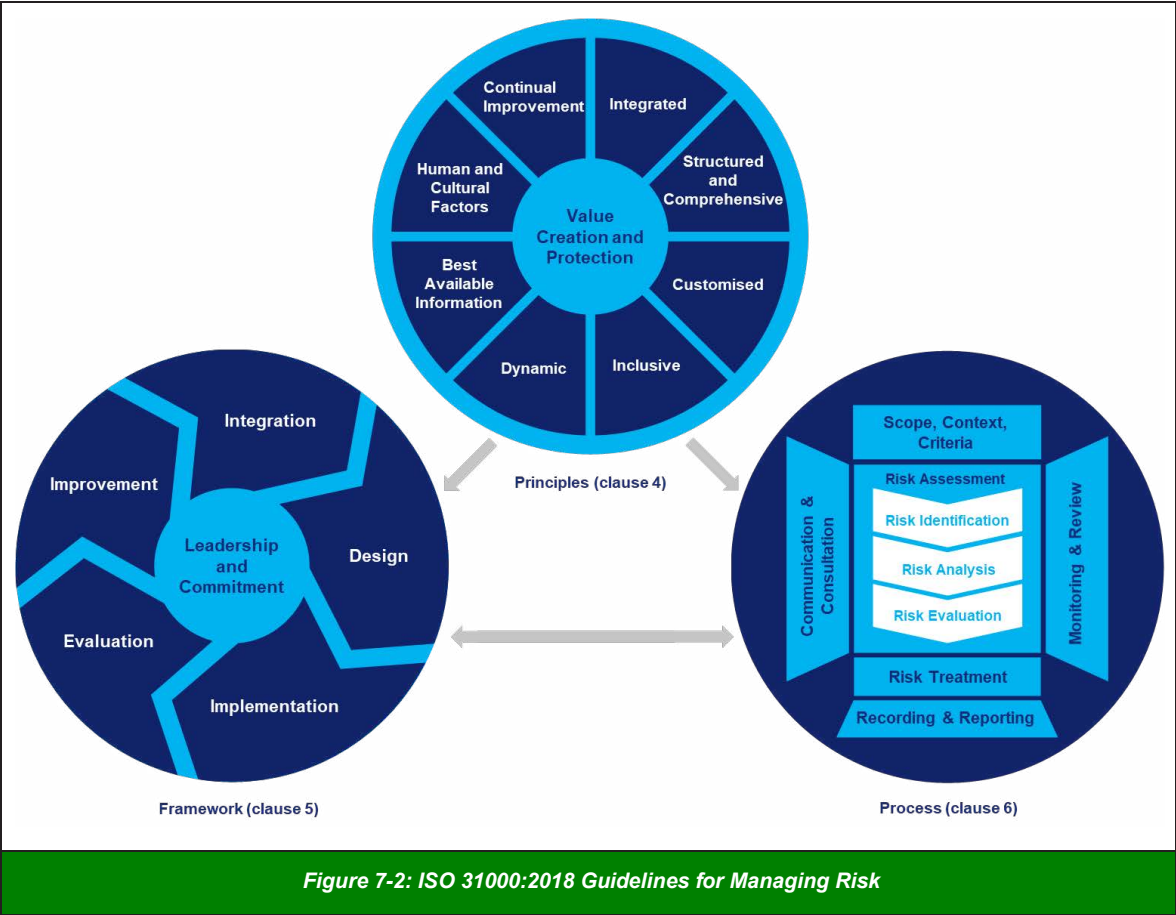 Continual
Improvement
Integrated
Structured
and
Comprehensive
Customised
Inclusive
Dynamic
Best
Available
Information
Human and
Cultural
Factors
Value
Creation and
Protection
Principles (clause 4)
Integration
Design
Implementation
Evaluation
Improvement
Leadership
and
Commitment
Framework (clause 5)
Scope, Context,
Criteria
Communication &
Consultation
Risk Assessment
Risk Identification
Risk Analysis
Risk Evaluation
Monitoring & Review
Risk Treatment
Recording & Reporting
Process (clause 6)
Figure 7-2: ISO 31000:2018 Guidelines for Managing Risk